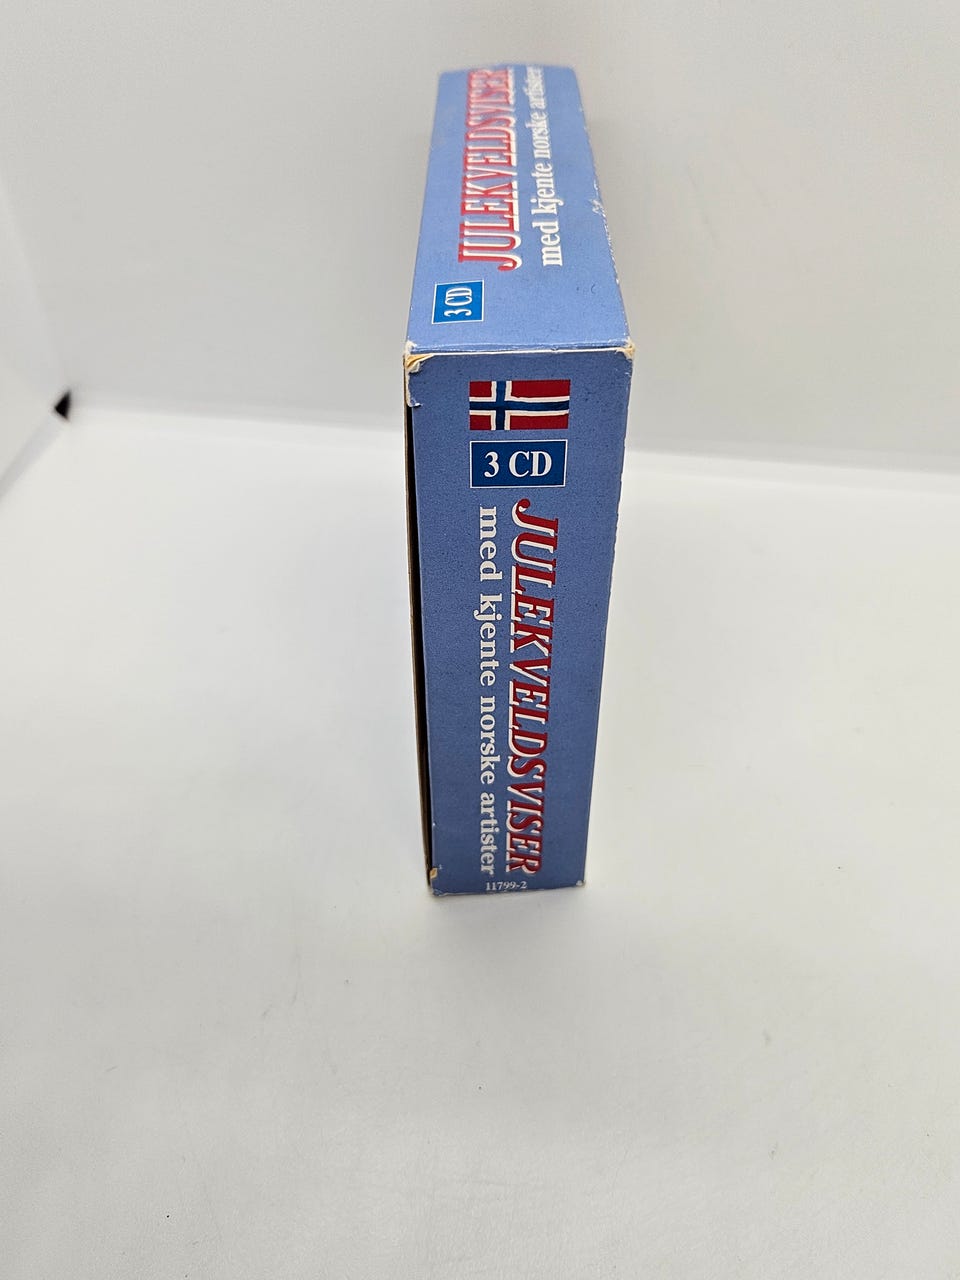 JULEKVELDSVISER
med kjente norske artister
3 CD
3 CD
JULEKVELDSVISER
med kjente norske artister
11799-2